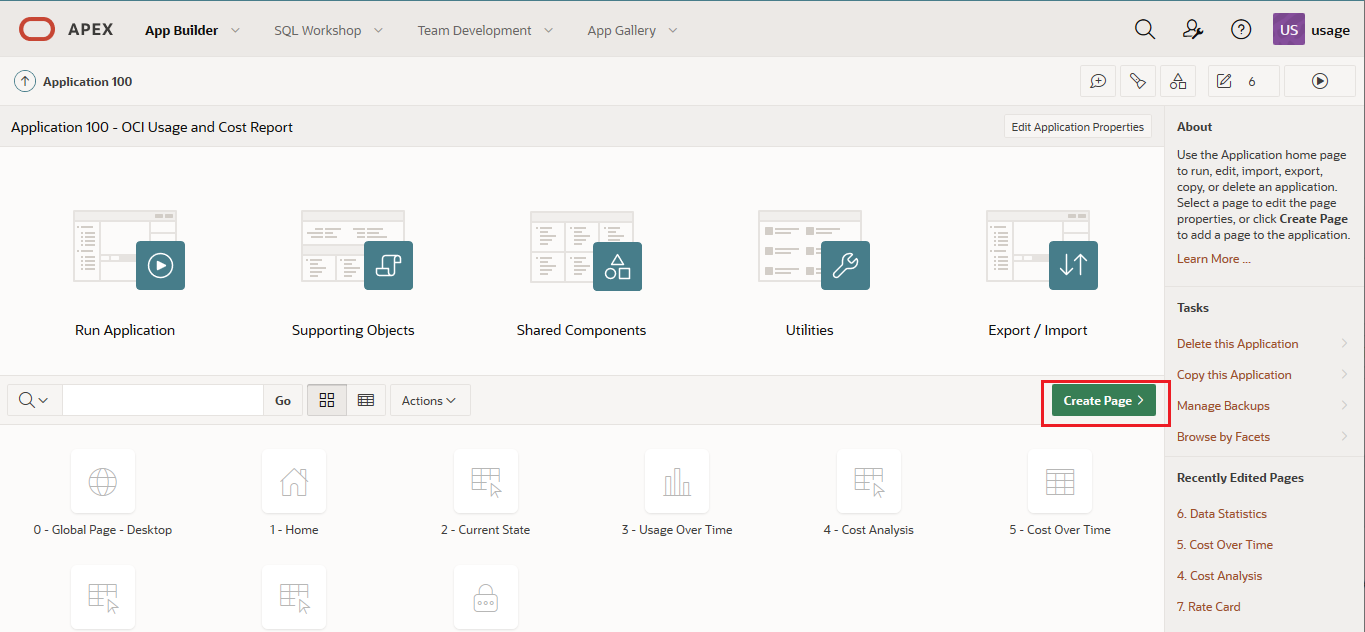 APEX App Builder SQL Workshop Team Development App Gallery US usage
Application 100 6
Application 100 - OCI Usage and Cost Report Edit Application Properties
Run Application Supporting Objects Shared Components Utilities Export / Import
Go Actions Create Page
0 - Global Page - Desktop 1 - Home 2 - Current State 3 - Usage Over Time 4 - Cost Analysis 5 - Cost Over Time
About
Use the Application home page
to run, edit, import, export,
copy, or delete an application.
Select a page to edit the page
properties, or click Create Page
to add a page to the application.
Learn More ...
Tasks
Delete this Application
Copy this Application
Manage Backups
Browse by Facets
Recently Edited Pages
6. Data Statistics
5. Cost Over Time
4. Cost Analysis
7. Rate Card